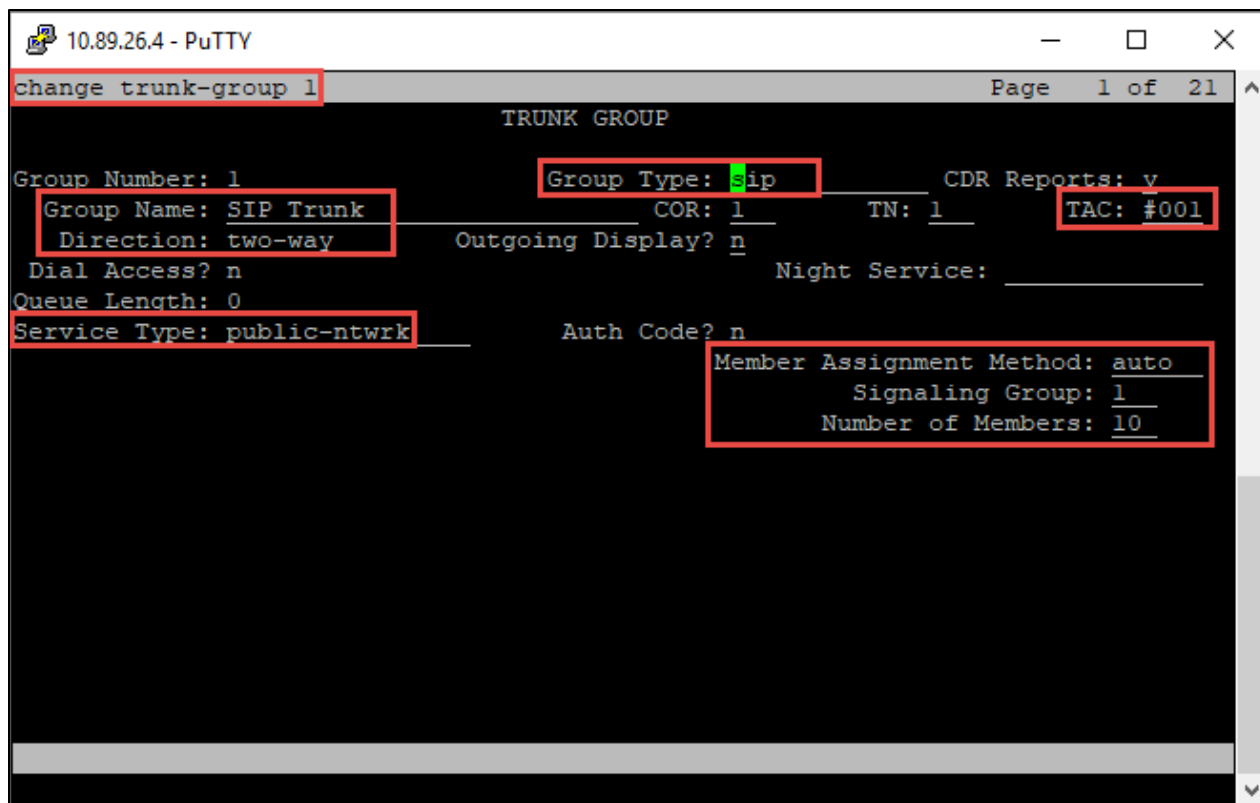 10.89.26.4 - PuTTY
change trunk-group 1 Page 1 of 21
TRUNK GROUP
Group Number: 1 Group Type: sip CDR Reports: y
Group Name: SIP Trunk COR: 1 TN: 1 TAC: #001
Direction: two-way Outgoing Display? n
Dial Access? n Night Service:
Queue Length: 0
Service Type: public-ntwrk Auth Code? n
Member Assignment Method: auto
Signaling Group: 1
Number of Members: 10